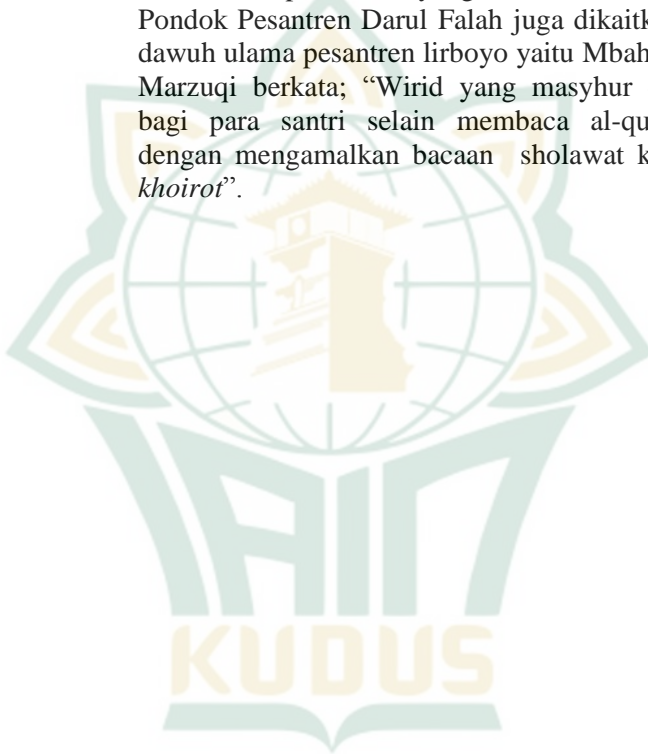 Pondok Pesantren Darul Falah juga dikaitk
dawuh ulama pesantren lirboyo yaitu Mbah
Marzuqi berkata; “Wirid yang masyhur
bagi para santri selain membaca al-qu
dengan mengamalkan bacaan sholawat k
khoirot”.
IAIN
KUDUS